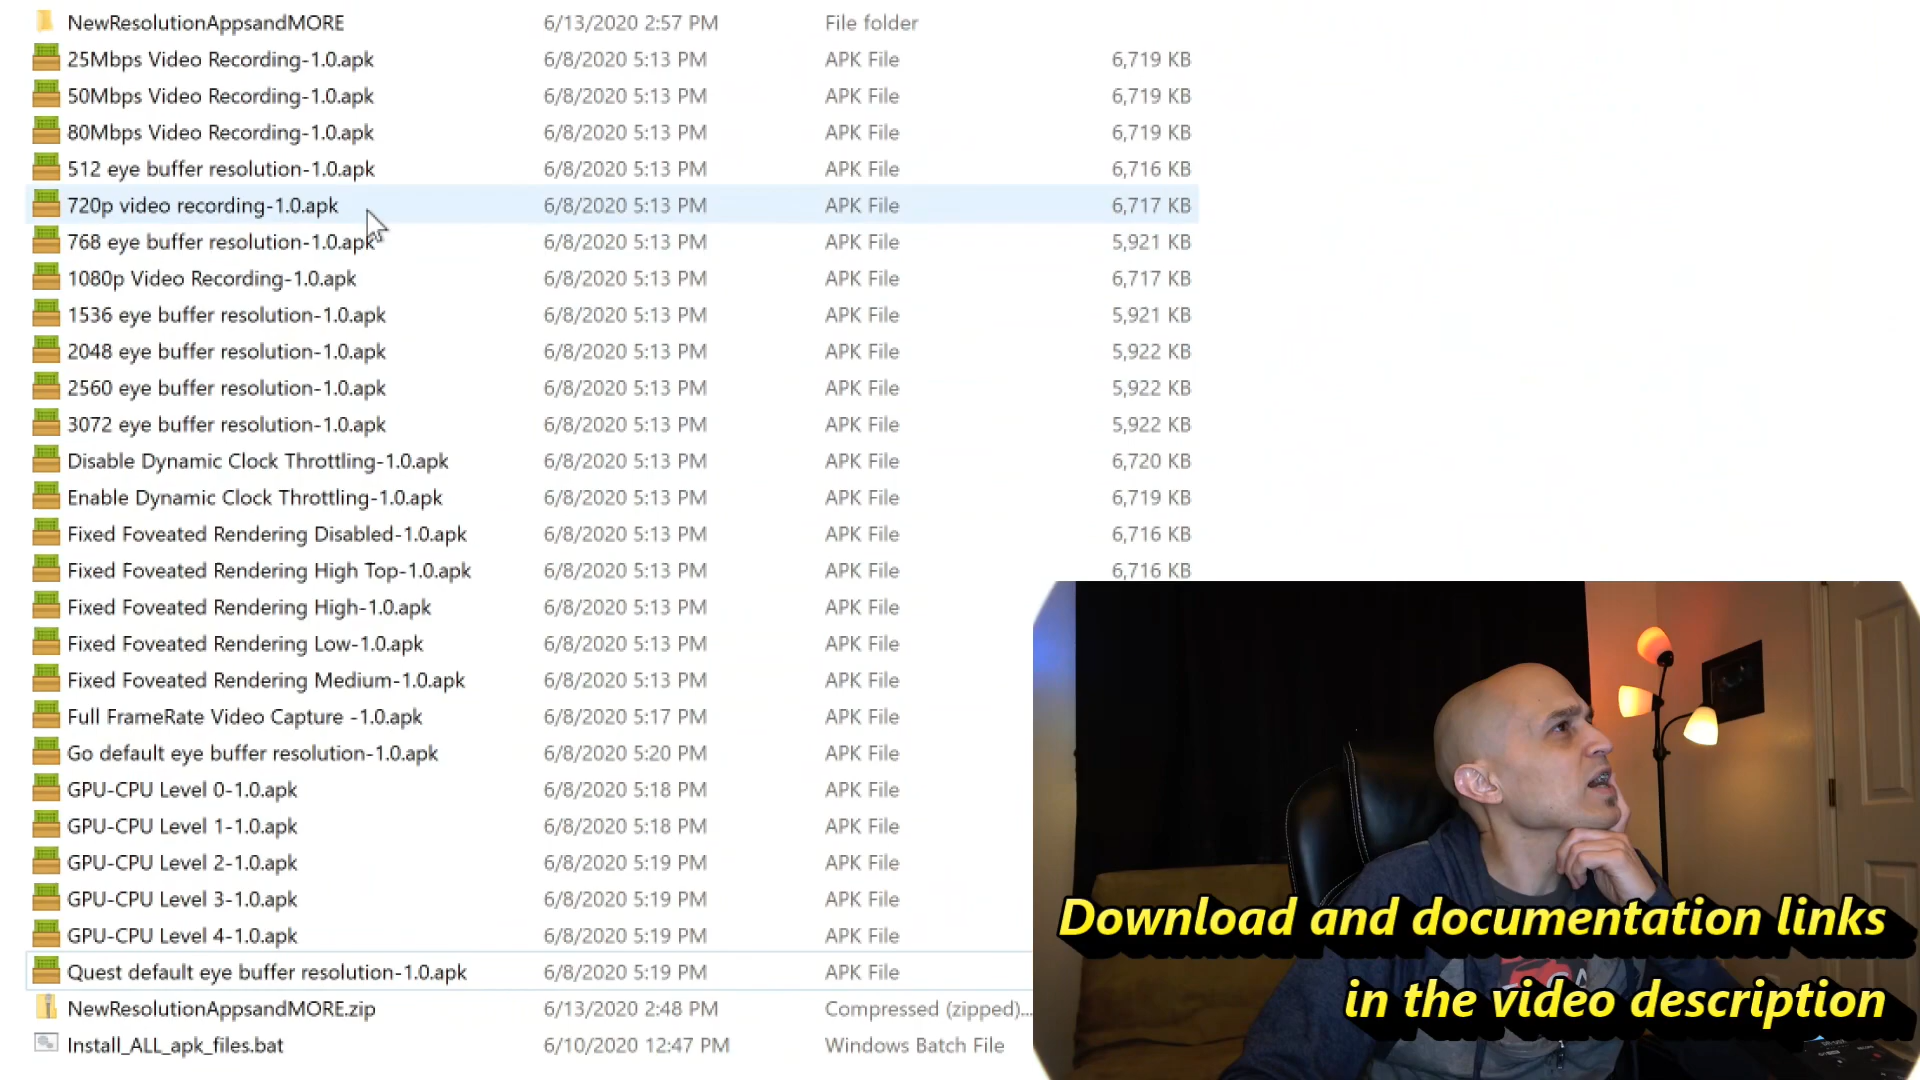 NewResolutionAppsandMORE 6/13/2020 2:57 PM File folder
25Mbps Video Recording-1.0.apk 6/8/2020 5:13 PM APK File 6,719 KB
50Mbps Video Recording-1.0.apk 6/8/2020 5:13 PM APK File 6,719 KB
80Mbps Video Recording-1.0.apk 6/8/2020 5:13 PM APK File 6,719 KB
512 eye buffer resolution-1.0.apk 6/8/2020 5:13 PM APK File 6,716 KB
720p video recording-1.0.apk 6/8/2020 5:13 PM APK File 6,717 KB
768 eye buffer resolution-1.0.apk 6/8/2020 5:13 PM APK File 5,921 KB
1080p Video Recording-1.0.apk 6/8/2020 5:13 PM APK File 6,717 KB
1536 eye buffer resolution-1.0.apk 6/8/2020 5:13 PM APK File 5,921 KB
2048 eye buffer resolution-1.0.apk 6/8/2020 5:13 PM APK File 5,922 KB
2560 eye buffer resolution-1.0.apk 6/8/2020 5:13 PM APK File 5,922 KB
3072 eye buffer resolution-1.0.apk 6/8/2020 5:13 PM APK File 5,922 KB
Disable Dynamic Clock Throttling-1.0.apk 6/8/2020 5:13 PM APK File 6,720 KB
Enable Dynamic Clock Throttling-1.0.apk 6/8/2020 5:13 PM APK File 6,719 KB
Fixed Foveated Rendering Disabled-1.0.apk 6/8/2020 5:13 PM APK File 6,716 KB
Fixed Foveated Rendering High Top-1.0.apk 6/8/2020 5:13 PM APK File 6,716 KB
Fixed Foveated Rendering High-1.0.apk 6/8/2020 5:13 PM APK File
Fixed Foveated Rendering Low-1.0.apk 6/8/2020 5:13 PM APK File
Fixed Foveated Rendering Medium-1.0.apk 6/8/2020 5:13 PM APK File
Full FrameRate Video Capture -1.0.apk 6/8/2020 5:17 PM APK File
Go default eye buffer resolution-1.0.apk 6/8/2020 5:20 PM APK File
GPU-CPU Level 0-1.0.apk 6/8/2020 5:18 PM APK File
GPU-CPU Level 1-1.0.apk 6/8/2020 5:18 PM APK File
GPU-CPU Level 2-1.0.apk 6/8/2020 5:19 PM APK File
GPU-CPU Level 3-1.0.apk 6/8/2020 5:19 PM APK File
GPU-CPU Level 4-1.0.apk 6/8/2020 5:19 PM APK File
Quest default eye buffer resolution-1.0.apk 6/8/2020 5:19 PM APK File
NewResolutionAppsandMORE.zip 6/13/2020 2:48 PM Compressed (zipped)...
Install_ALL_apk_files.bat 6/10/2020 12:47 PM Windows Batch File
Download and documentation links
in the video description